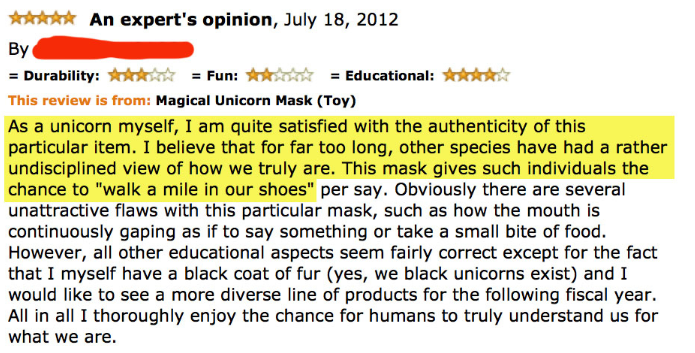 An expert's opinion, July 18, 2012
By
= Durability: = Fun: = Educational:
This review is from: Magical Unicorn Mask (Toy)
As a unicorn myself, I am quite satisfied with the authenticity of this
particular item. I believe that for far too long, other species have had a rather
undisciplined view of how we truly are. This mask gives such individuals the
chance to "walk a mile in our shoes" per say. Obviously there are several
unattractive flaws with this particular mask, such as how the mouth is
continuously gaping as if to say something or take a small bite of food.
However, all other educational aspects seem fairly correct except for the fact
that I myself have a black coat of fur (yes, we black unicorns exist) and I
would like to see a more diverse line of products for the following fiscal year.
All in all I thoroughly enjoy the chance for humans to truly understand us for
what we are.